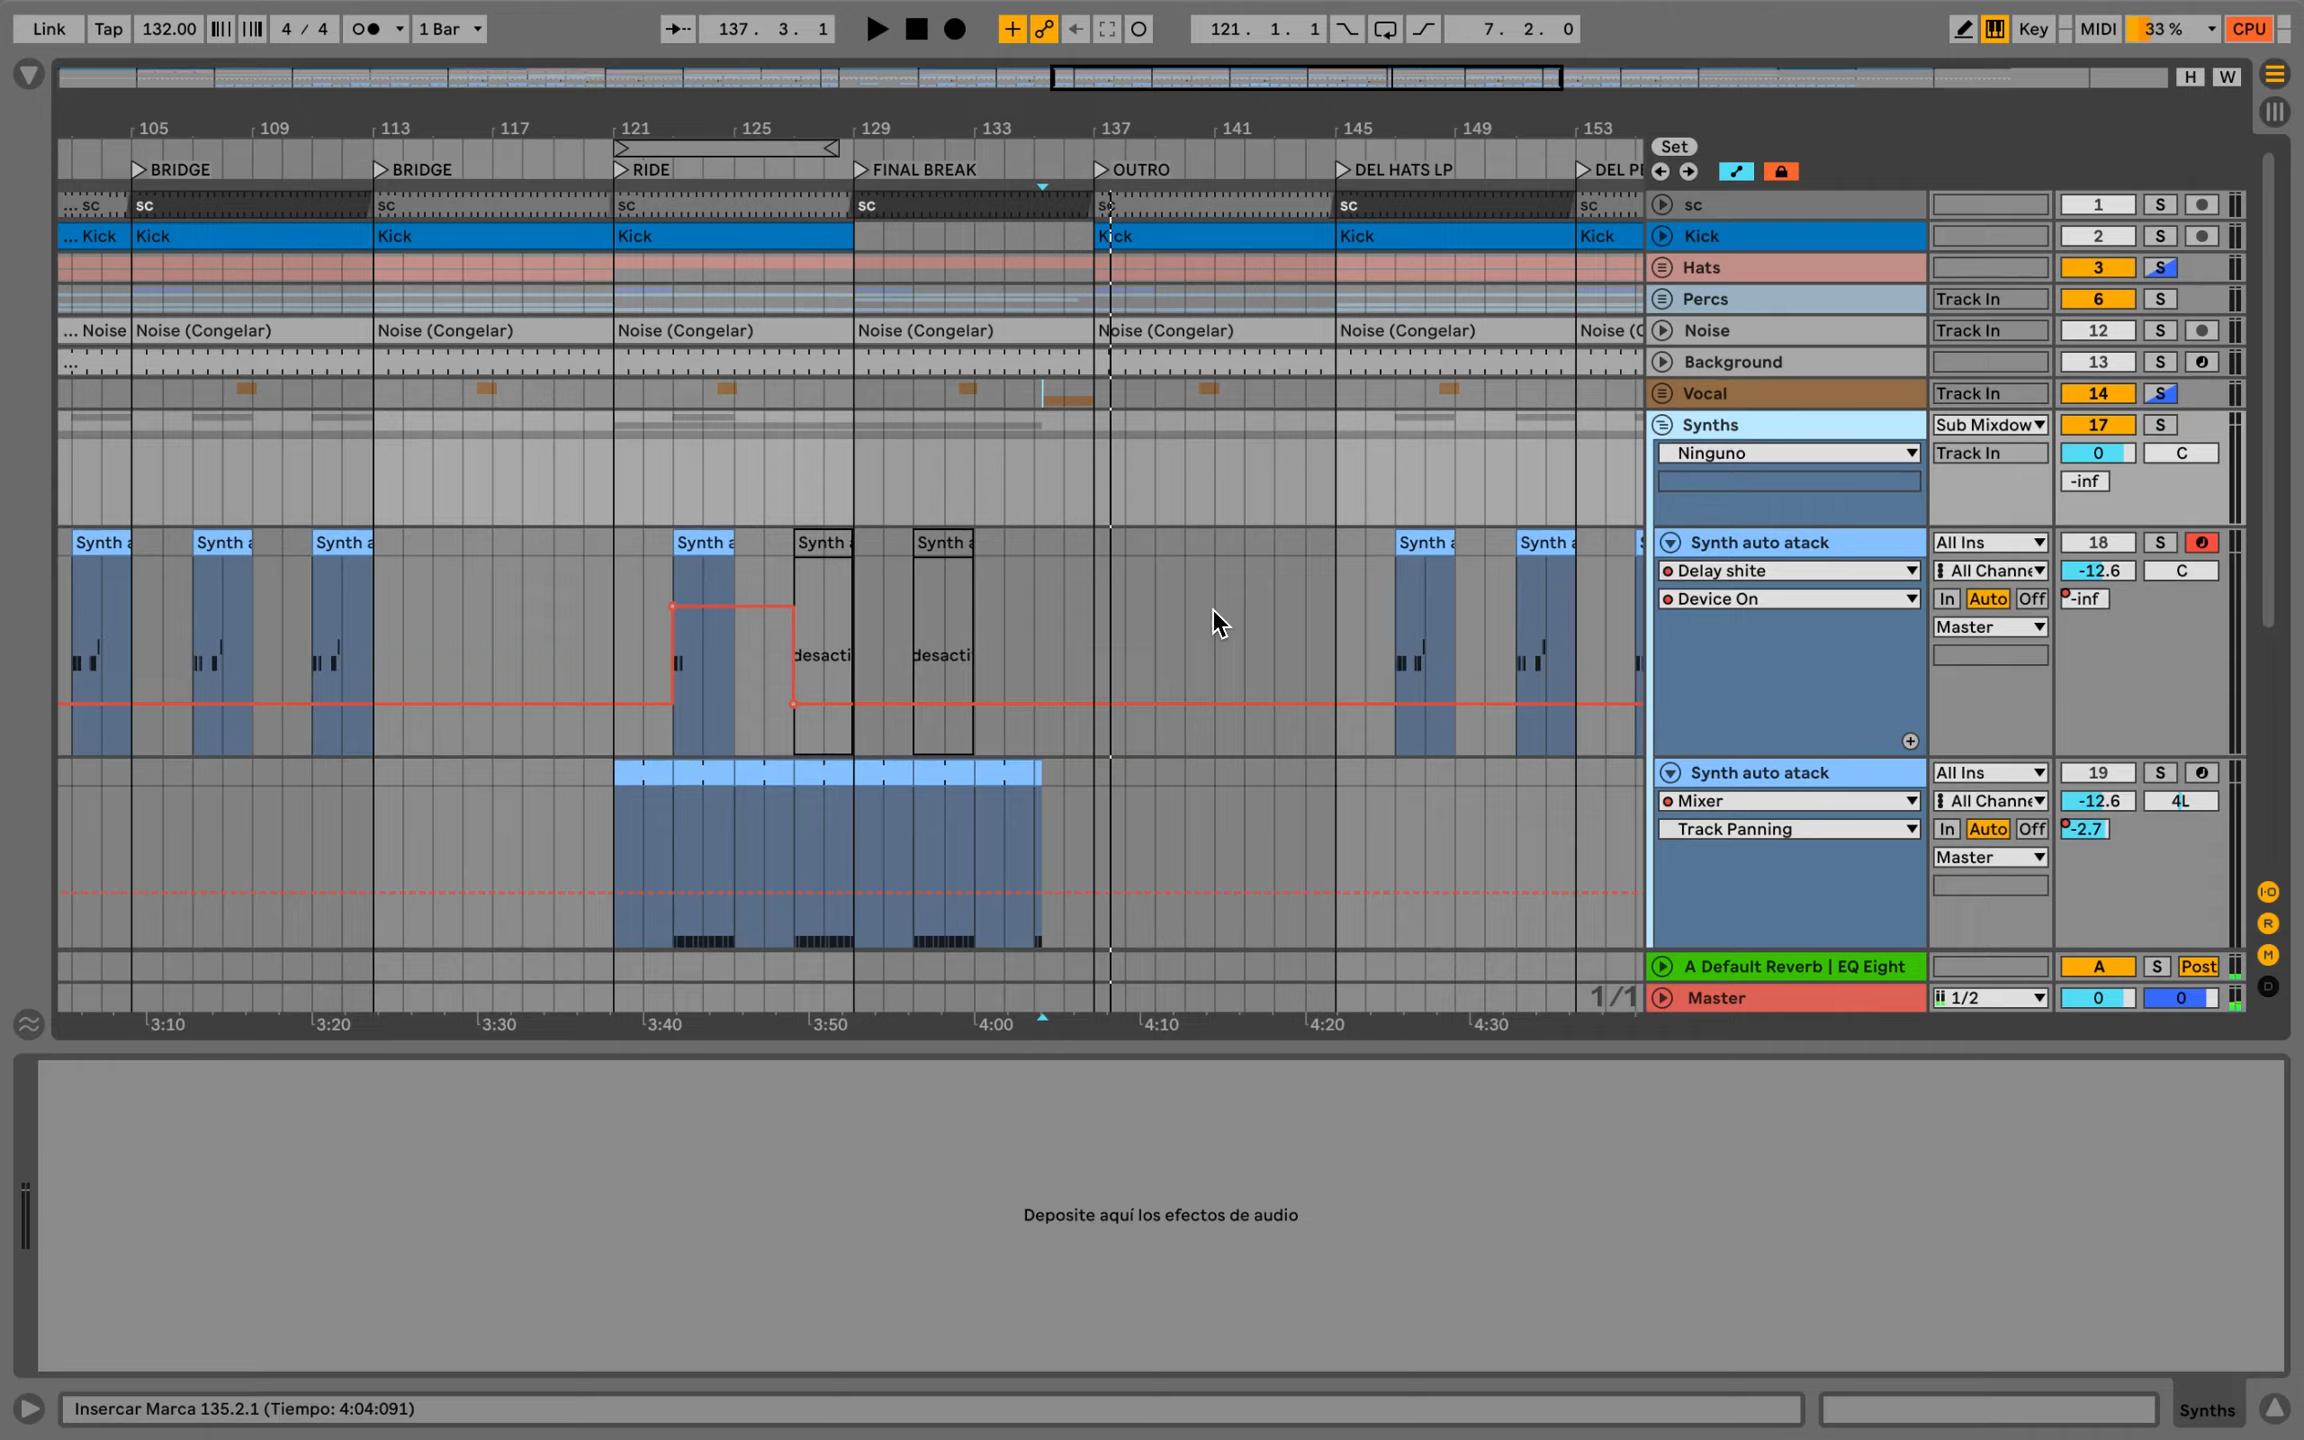 Link Tap 132.00 4 / 4 1 Bar 137. 3. 1 121. 1. 1 7. 2. 0 Key MIDI 33 % CPU
H W
105 109 113 117 121 125 129 133 137 141 145 149 153
Set
BRIDGE BRIDGE RIDE FINAL BREAK OUTRO DEL HATS LP
... sc sc sc sc sc sc sc sc sc 1 S
... Kick Kick Kick Kick Kick Kick Kick Kick 2 S
Hats 3 S
Percs Track In 6 S
... Noise Noise (Congelar) Noise (Congelar) Noise (Congelar) Noise (Congelar) Noise (Congelar) Noise (Congelar) Noise Track In 12 S
... Background 13 S
Vocal Track In 14 S
Synths Sub Mixdow 17 S
Ninguno Track In 0 C
-inf
Synth a Synth a Synth a Synth a Synth a Synth a Synth a Synth a Synth auto atack All Ins 18 S
Delay shite All Channe -12.6 C
Device On In Auto Off -inf
Master
desacti desacti
Synth auto atack All Ins 19 S
Mixer All Channe -12.6 4L
Track Panning In Auto Off -2.7
Master
I·O
R
M
D
A Default Reverb | EQ Eight A S Post
1/1 Master 1/2 0 0
3:10 3:20 3:30 3:40 3:50 4:00 4:10 4:20 4:30
Deposite aquí los efectos de audio
Insercar Marca 135.2.1 (Tiempo: 4:04:091) Synths